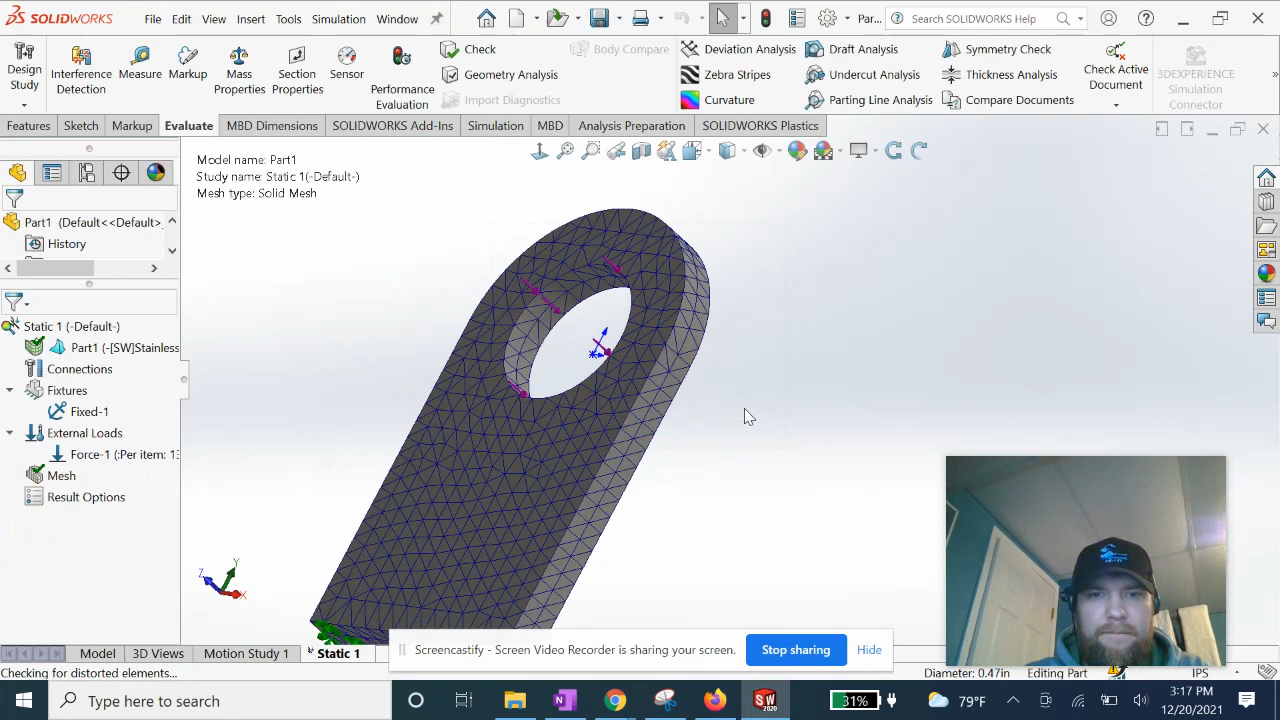 SOLIDWORKS File Edit View Insert Tools Simulation Window Par... Search SOLIDWORKS Help
Design Study
Interference Detection
Measure
Markup
Mass Properties
Section Properties
Sensor
Performance Evaluation
Check
Geometry Analysis
Import Diagnostics
Body Compare
Deviation Analysis
Zebra Stripes
Curvature
Draft Analysis
Undercut Analysis
Parting Line Analysis
Symmetry Check
Thickness Analysis
Compare Documents
Check Active Document
3DEXPERIENCE Simulation Connector
Features Sketch Markup Evaluate MBD Dimensions SOLIDWORKS Add-Ins Simulation MBD Analysis Preparation SOLIDWORKS Plastics
Model name: Part1
Study name: Static 1(-Default-)
Mesh type: Solid Mesh
Part1 (Default<<Default>.
History
Static 1 (-Default-)
Part1 (-[SW]Stainless
Connections
Fixtures
Fixed-1
External Loads
Force-1 (:Per item: 1
Mesh
Result Options
Y
Z
X
Model 3D Views Motion Study 1 Static 1
Screencastify - Screen Video Recorder is sharing your screen. Stop sharing Hide
Checking for distorted elements... Diameter: 0.47in Editing Part IPS
Type here to search
2020
31%
79°F
3:17 PM
12/20/2021